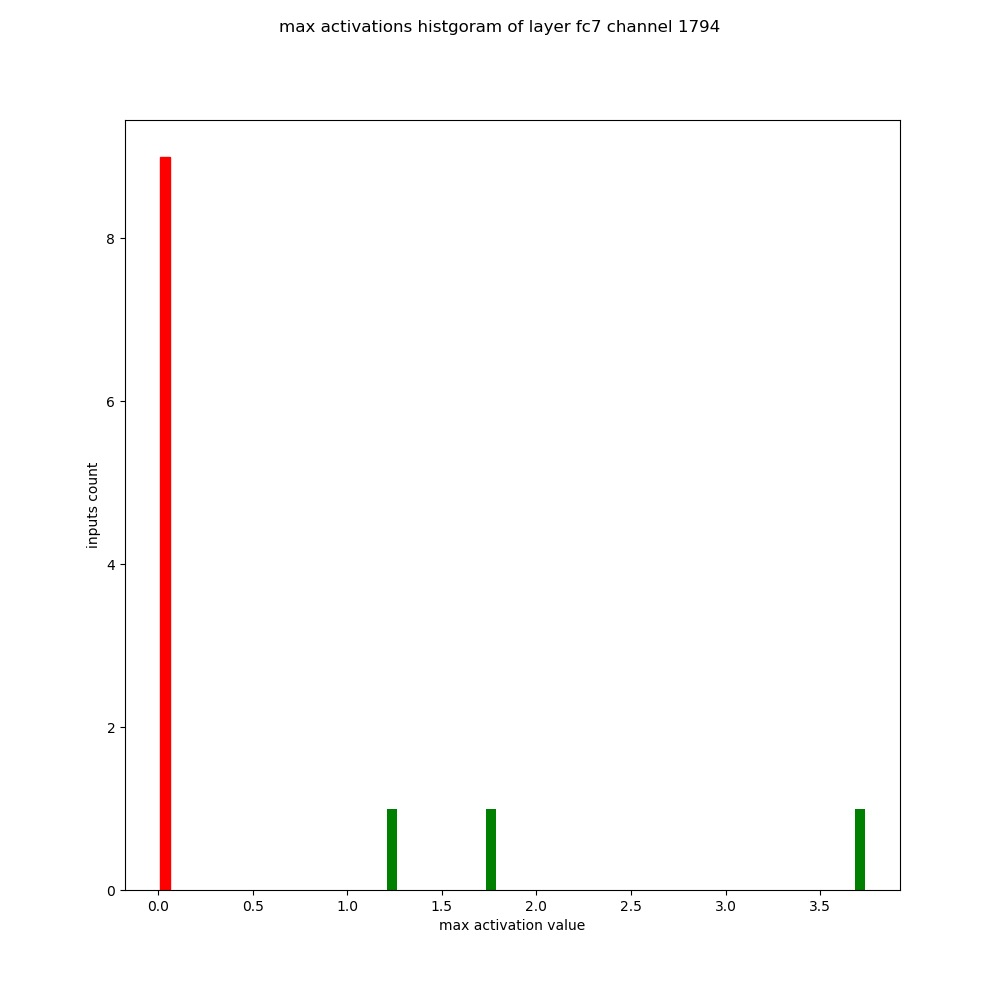 max activations histgoram of layer fc7 channel 1794
8
6
4
2
0
inputs count
0.0 0.5 1.0 1.5 2.0 2.5 3.0 3.5
max activation value